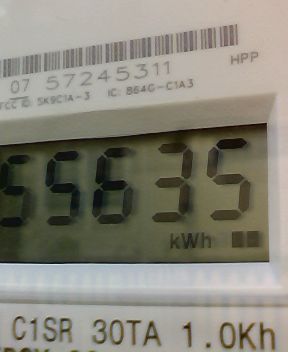 HPP
07 57245311
FCC ID: SK9C1A-3 IC: 864G-C1A3
55635
kWh
C1SR 30TA 1.0Kh